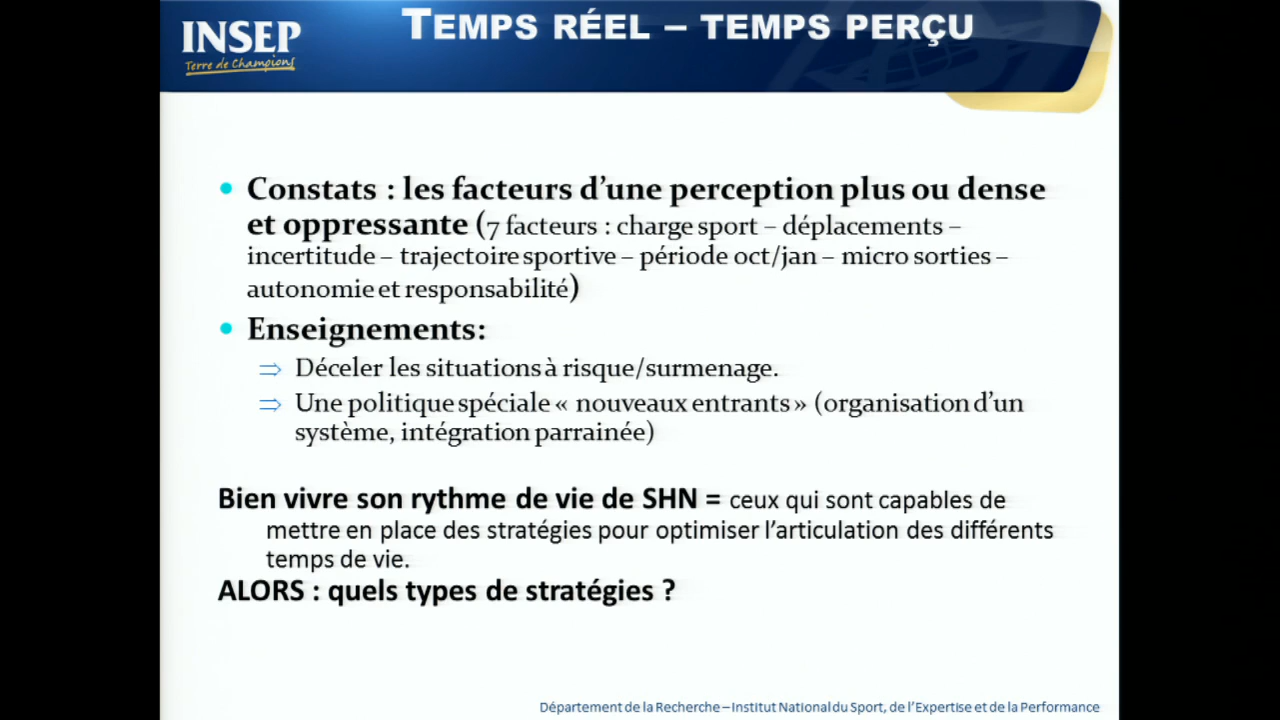 INSEP
Terre de Champions
TEMPS RÉEL – TEMPS PERÇU
• Constats : les facteurs d’une perception plus ou dense
et oppressante (7 facteurs : charge sport – déplacements –
incertitude – trajectoire sportive – période oct/jan – micro sorties –
autonomie et responsabilité)
• Enseignements:
⇒ Déceler les situations à risque/surmenage.
⇒ Une politique spéciale « nouveaux entrants » (organisation d’un
système, intégration parrainée)
Bien vivre son rythme de vie de SHN = ceux qui sont capables de
mettre en place des stratégies pour optimiser l’articulation des différents
temps de vie.
ALORS : quels types de stratégies ?
Département de la Recherche – Institut National du Sport, de l’Expertise et de la Performance